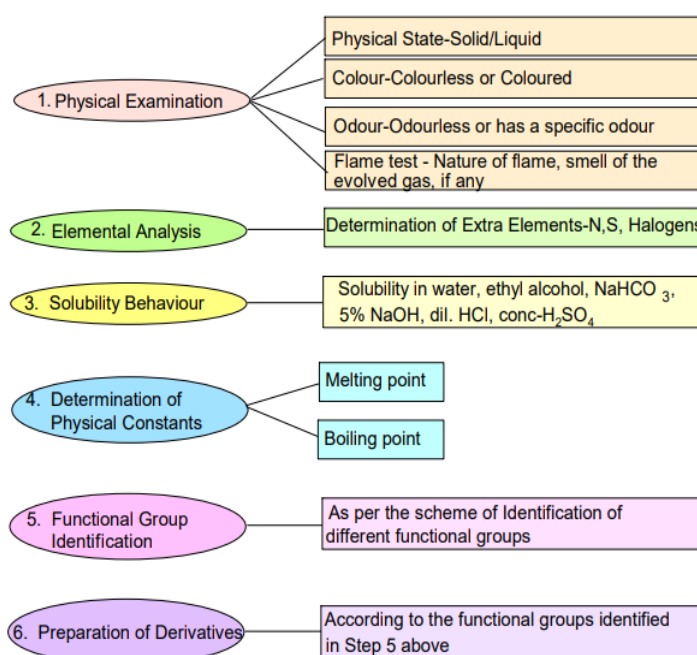 1. Physical Examination
Physical State-Solid/Liquid
Colour-Colourless or Coloured
Odour-Odourless or has a specific odour
Flame test - Nature of flame, smell of the
evolved gas, if any
2. Elemental Analysis
Determination of Extra Elements-N,S, Halogens
3. Solubility Behaviour
Solubility in water, ethyl alcohol, NaHCO 3,
5% NaOH, dil. HCl, conc-H2SO4
4. Determination of
Physical Constants
Melting point
Boiling point
5. Functional Group
Identification
As per the scheme of Identification of
different functional groups
6. Preparation of Derivatives
According to the functional groups identified
in Step 5 above